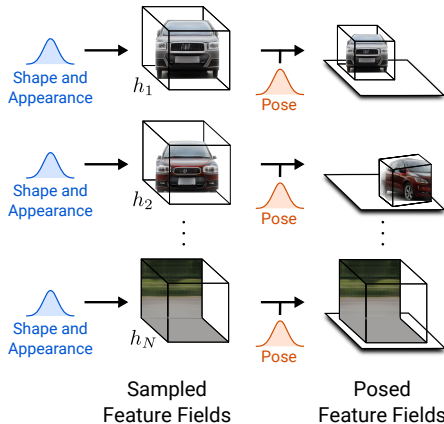 Shape and
Appearance
h₁
Pose
Shape and
Appearance
h₂
Pose
Shape and
Appearance
h_N
Pose
Sampled
Feature Fields
Posed
Feature Fields